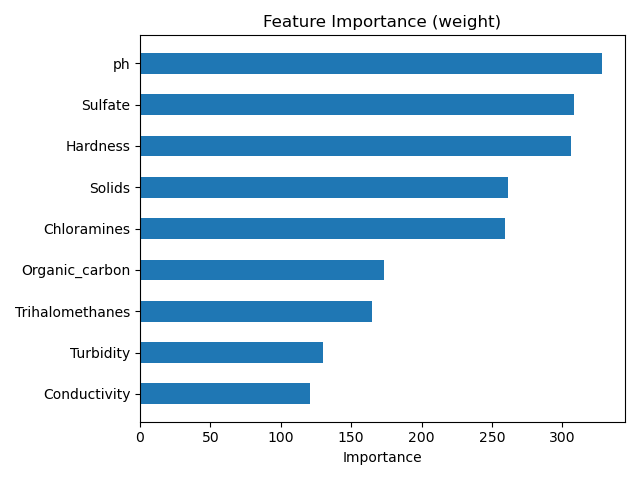 Feature Importance (weight)
ph
Sulfate
Hardness
Solids
Chloramines
Organic_carbon
Trihalomethanes
Turbidity
Conductivity
0 50 100 150 200 250 300
Importance